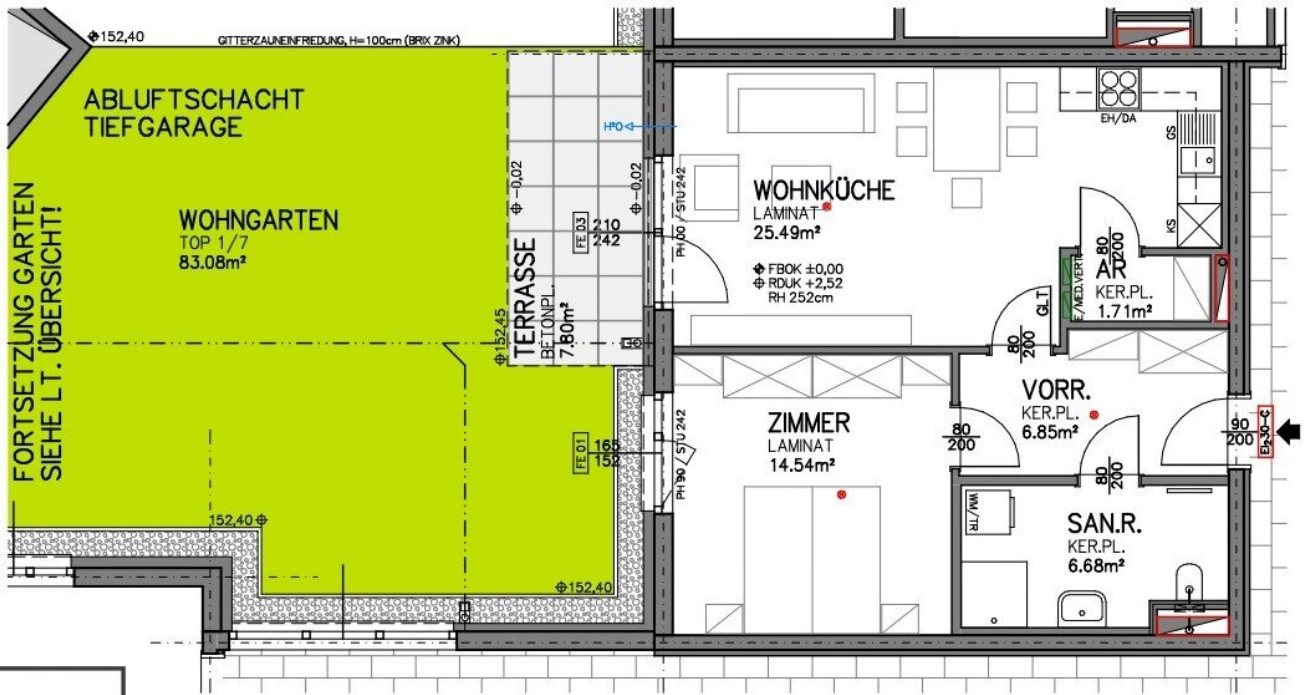 152,40
GITTERZAUNEINFRIEDUNG, H=100cm (BRIX ZINK)
ABLUFTSCHACHT
TIEFGARAGE
FORTSETZUNG GARTEN
SIEHE LT. ÜBERSICHT!
WOHNGARTEN
TOP 1/7
83.08m²
-0,02
-0,02
152,45
TERRASSE
BETONPL.
7.80m²
FE 03
210
242
PH 00 / STU 242
WOHNKÜCHE
LAMINAT
25.49m²
FBOK ±0,00
RDUK +2,52
RH 252cm
EH/DA
GS
KS
80
200
AR
KER.PL.
1.71m²
E/MED.VERT.
GLT
80
200
VORR.
KER.PL.
6.85m²
90
200
EI₂30-C
FE 01
165
152
PH 90 / STU 242
ZIMMER
LAMINAT
14.54m²
80
200
80
200
WM/TR
SAN.R.
KER.PL.
6.68m²
152,40
152,40